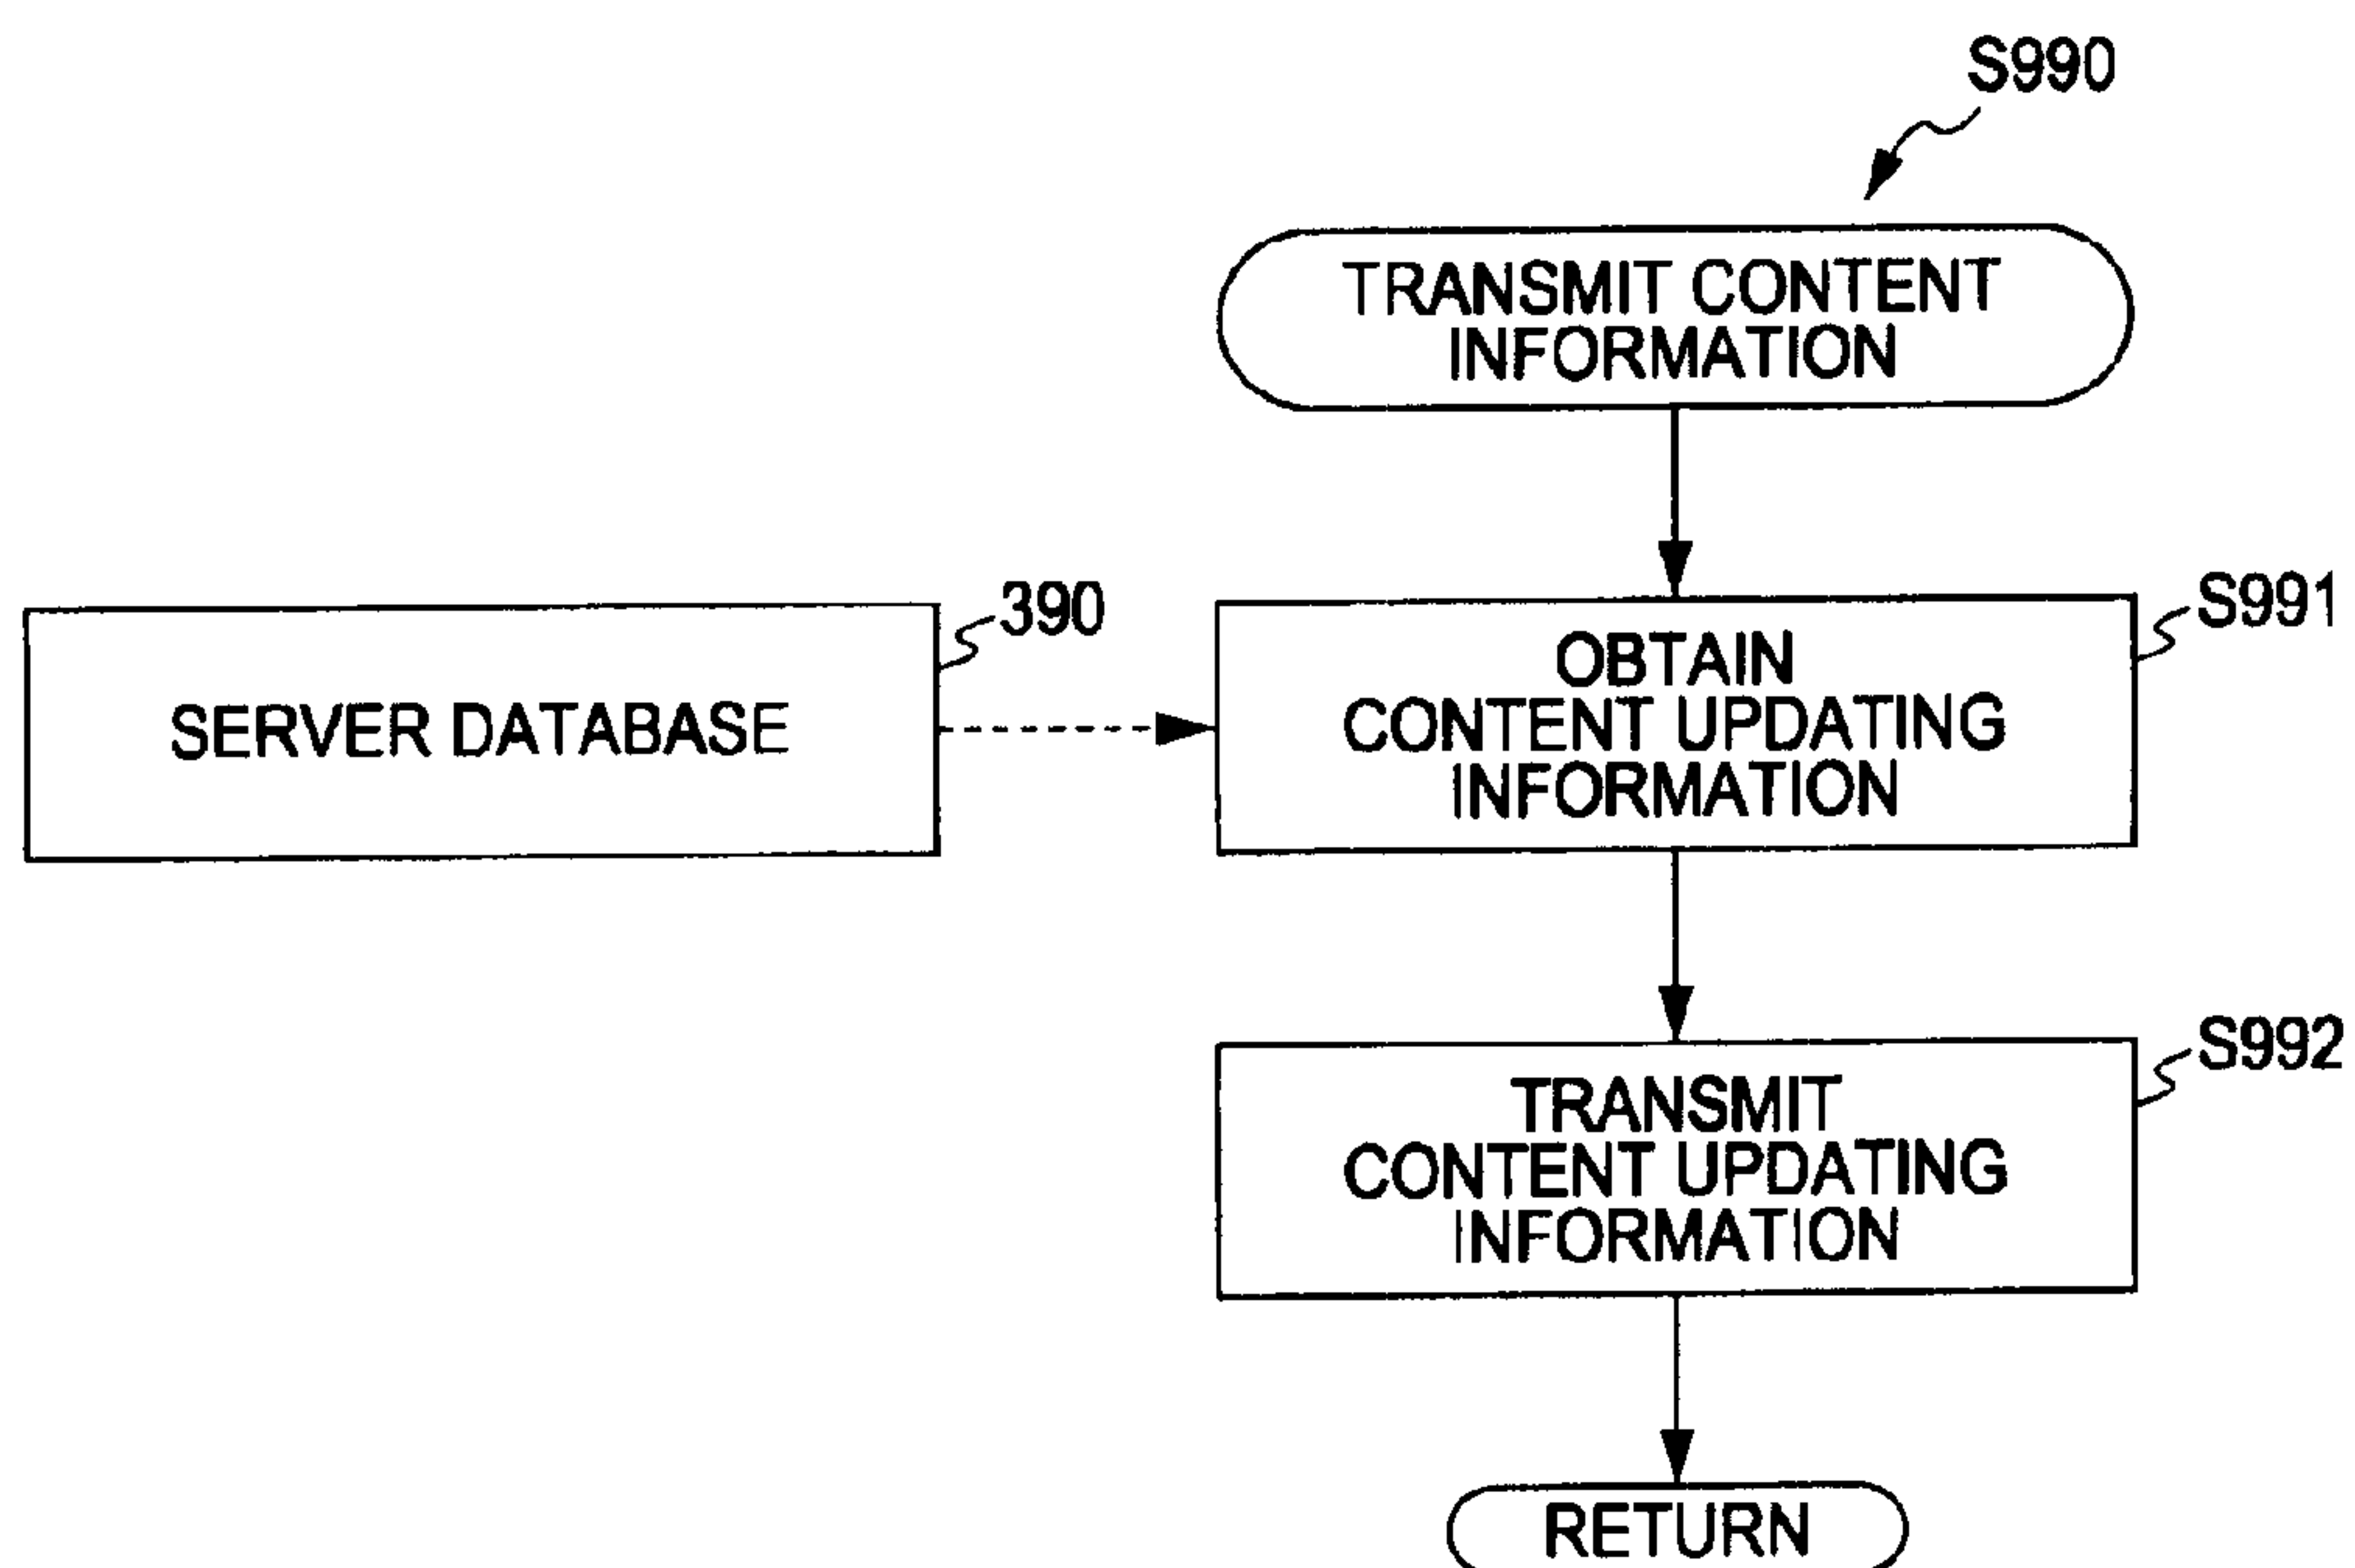 S990
TRANSMIT CONTENT
INFORMATION
390
SERVER DATABASE
S991
OBTAIN
CONTENT UPDATING
INFORMATION
S992
TRANSMIT
CONTENT UPDATING
INFORMATION
RETURN